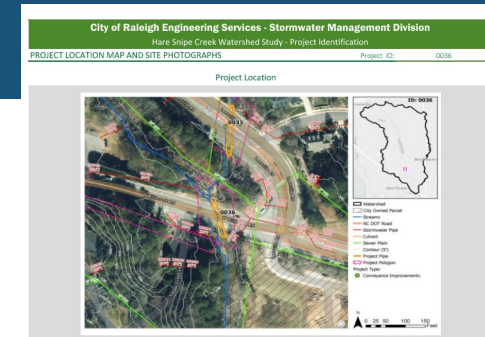 City of Raleigh Engineering Services - Stormwater Management Division
Hare Snipe Creek Watershed Study - Project Identification
PROJECT LOCATION MAP AND SITE PHOTOGRAPHS Project ID: 0036
Project Location
ID: 0036
0035
0036
Watershed
City Owned Parcel
Streams
NC DOT Road
Stormwater Pipe
Culvert
Sewer Main
Contour (5')
Project Pipe
Project Polygon
Project Type:
Conveyance Improvements
N
0 25 50 100 150
Feet